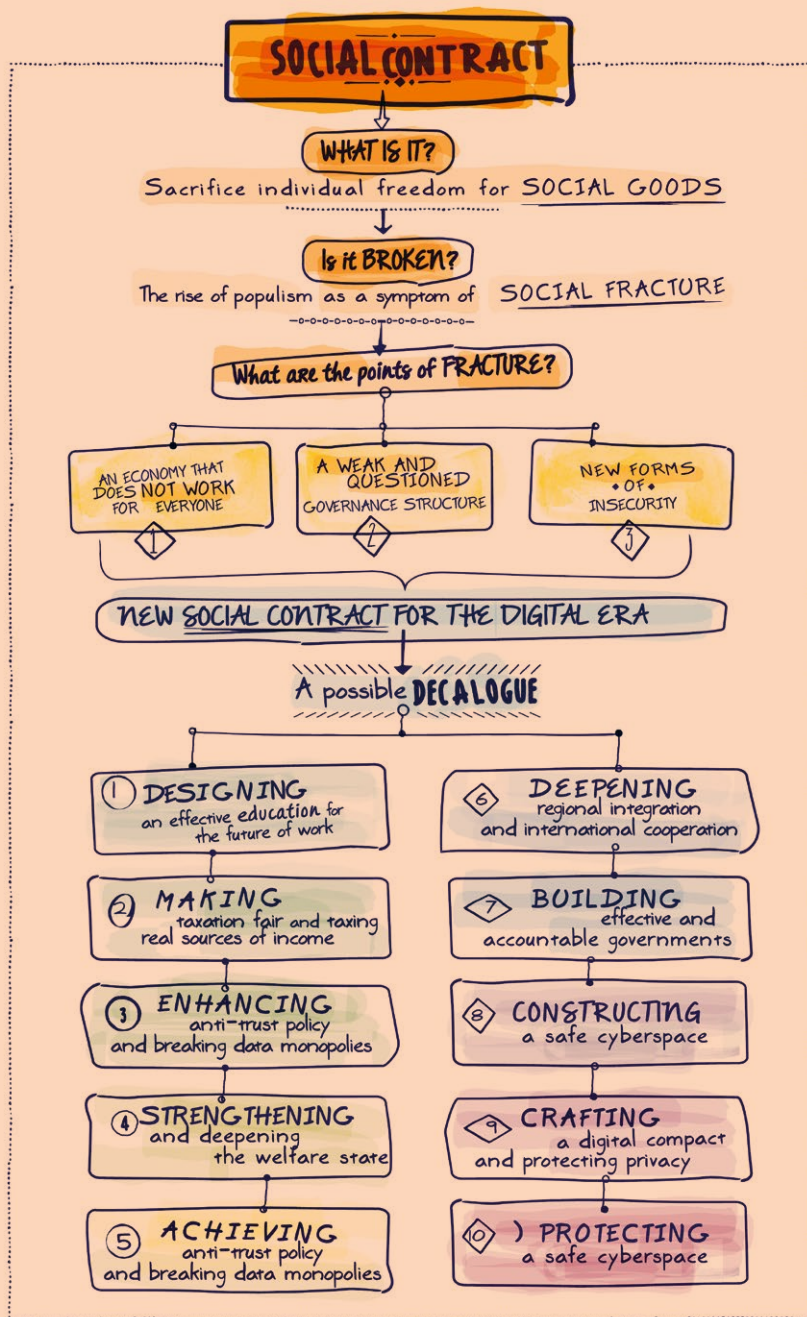 SOCIAL CONTRACT
WHAT IS IT?
Sacrifice individual freedom for SOCIAL GOODS
Is it BROKEN?
The rise of populism as a symptom of SOCIAL FRACTURE
What are the points of FRACTURE?
AN ECONOMY THAT
DOES NOT WORK
FOR EVERYONE
1
A WEAK AND
QUESTIONED
GOVERNANCE STRUCTURE
2
NEW FORMS
OF
INSECURITY
3
NEW SOCIAL CONTRACT FOR THE DIGITAL ERA
A possible DECALOGUE
1 DESIGNING
an effective education for
the future of work
2 MAKING
taxation fair and taxing
real sources of income
3 ENHANCING
anti-trust policy
and breaking data monopolies
4 STRENGTHENING
and deepening
the welfare state
5 ACHIEVING
anti-trust policy
and breaking data monopolies
6 DEEPENING
regional integration
and international cooperation
7 BUILDING
effective and
accountable governments
8 CONSTRUCTING
a safe cyberspace
9 CRAFTING
a digital compact
and protecting privacy
10 ) PROTECTING
a safe cyberspace